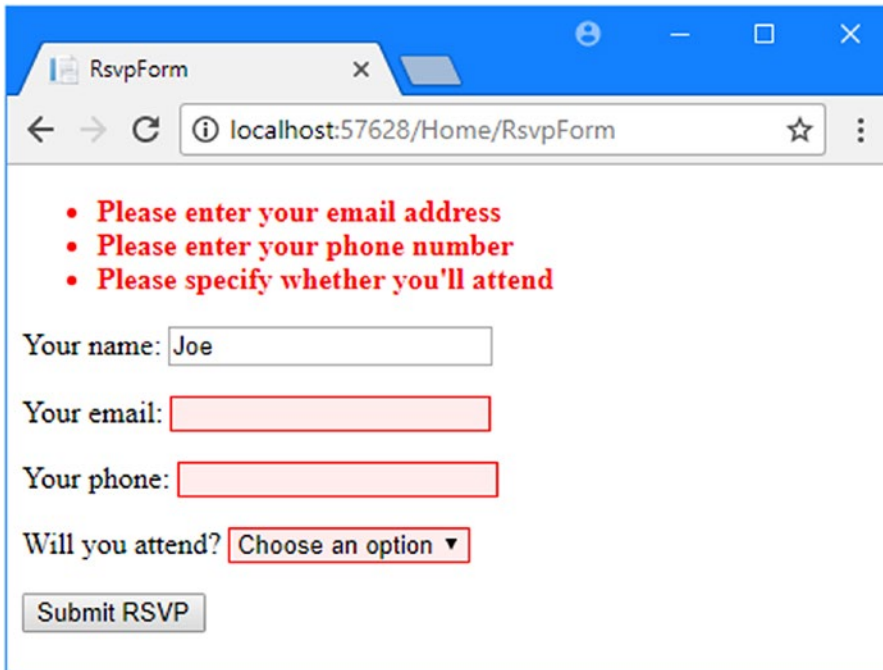 RsvpForm
localhost:57628/Home/RsvpForm
Please enter your email address
Please enter your phone number
Please specify whether you'll attend
Your name: Joe
Your email:
Your phone:
Will you attend? Choose an option
Submit RSVP